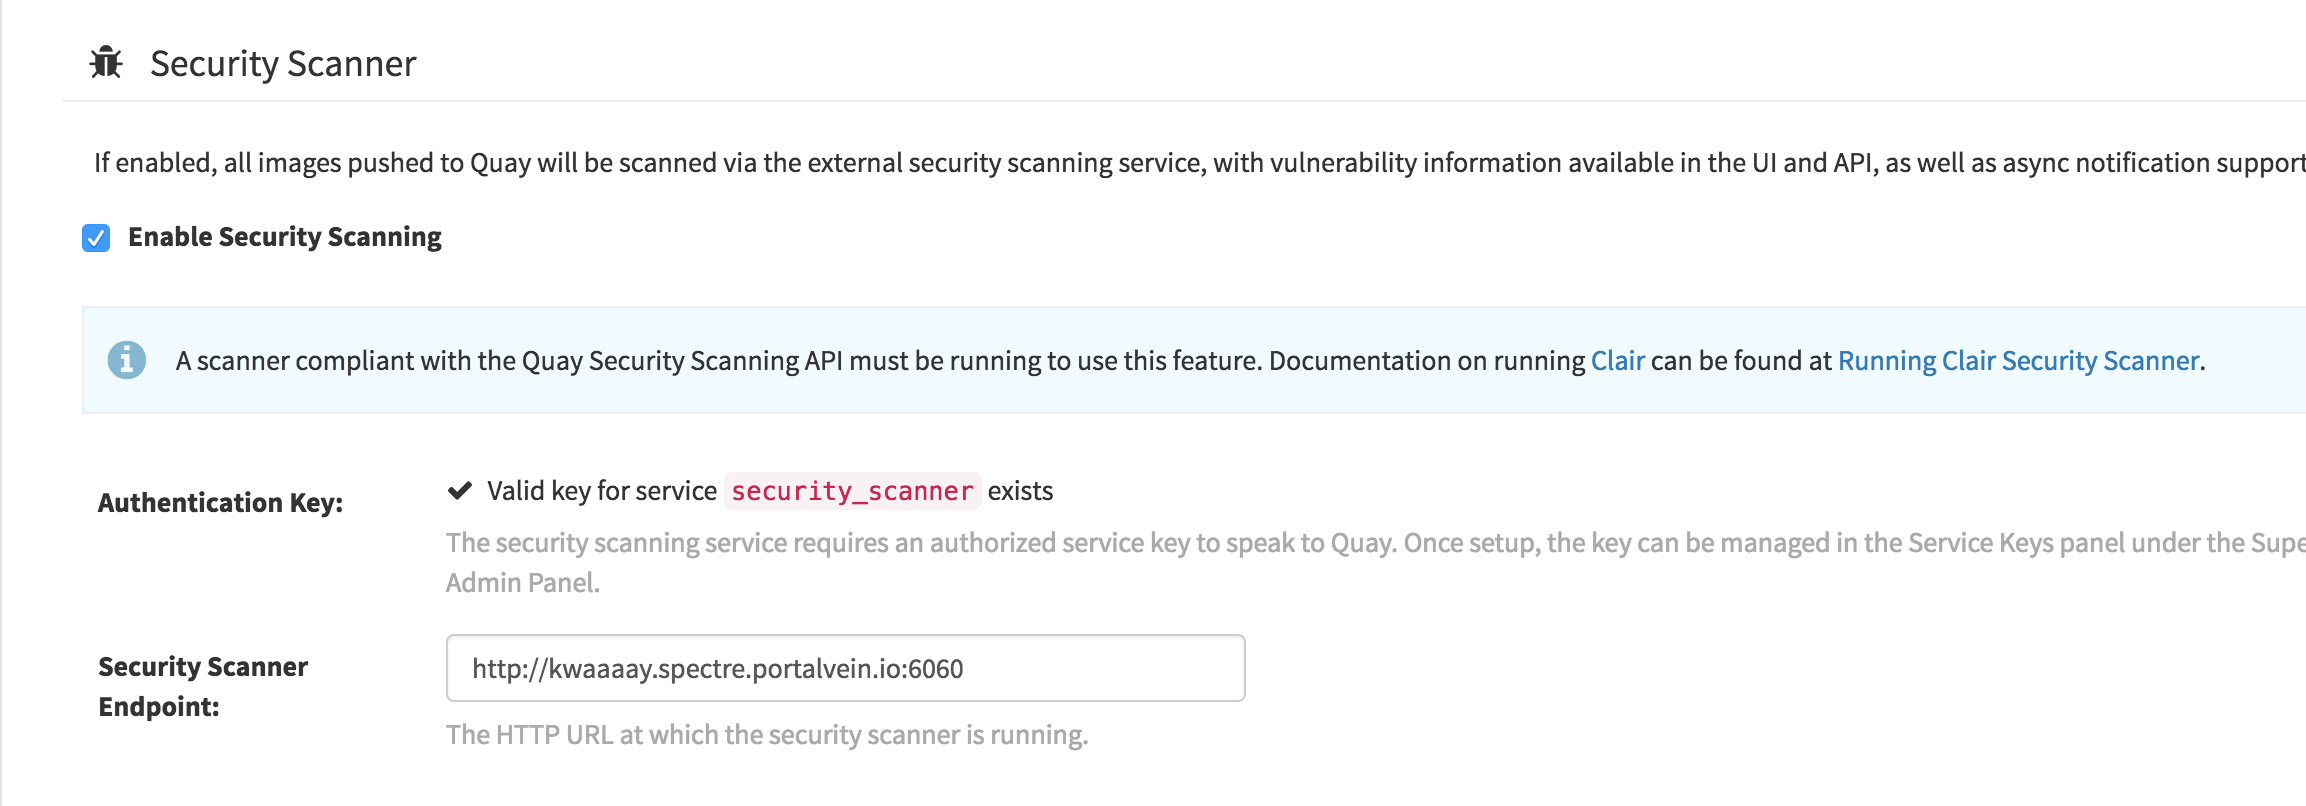 Security Scanner
If enabled, all images pushed to Quay will be scanned via the external security scanning service, with vulnerability information available in the UI and API, as well as async notification support
Enable Security Scanning
A scanner compliant with the Quay Security Scanning API must be running to use this feature. Documentation on running Clair can be found at Running Clair Security Scanner.
Authentication Key:
Valid key for service security_scanner exists
The security scanning service requires an authorized service key to speak to Quay. Once setup, the key can be managed in the Service Keys panel under the Supe
Admin Panel.
Security Scanner
Endpoint:
http://kwaaaay.spectre.portalvein.io:6060
The HTTP URL at which the security scanner is running.